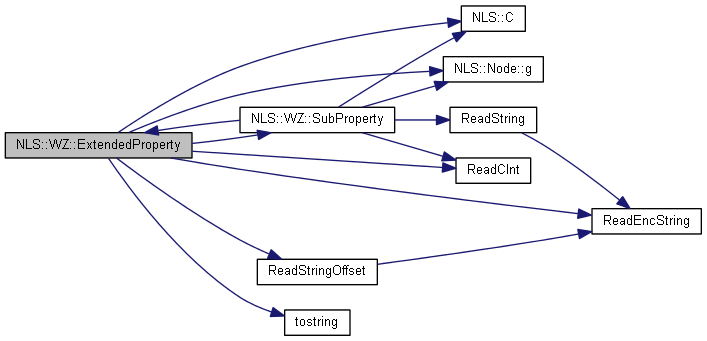 NLS::C
NLS::Node::g
NLS::WZ::SubProperty
ReadString
NLS::WZ::ExtendedProperty
ReadCInt
ReadEncString
ReadStringOffset
tostring